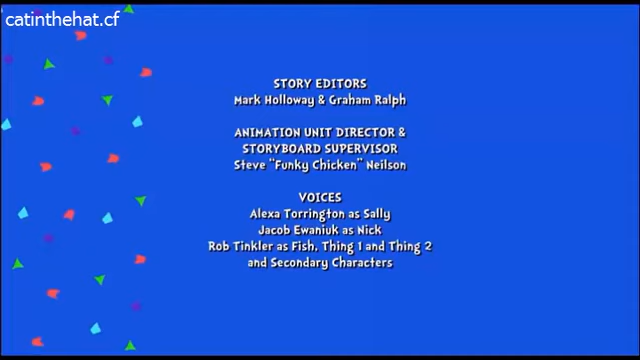 catinthehat.cf
STORY EDITORS
Mark Holloway & Graham Ralph
ANIMATION UNIT DIRECTOR &
STORYBOARD SUPERVISOR
Steve "Funky Chicken" Neilson
VOICES
Alexa Torrington as Sally
Jacob Ewaniuk as Nick
Rob Tinkler as Fish, Thing 1 and Thing 2
and Secondary Characters